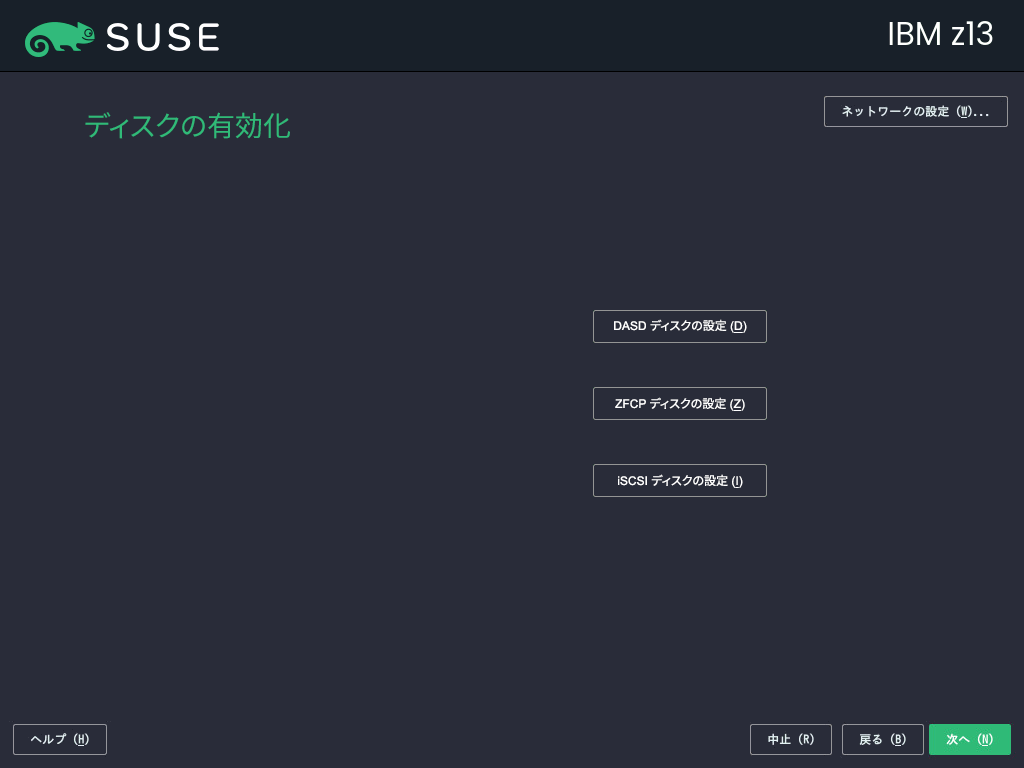 SUSE
IBM z13
ディスクの有効化
ネットワークの設定 (W)...
DASD ディスクの設定 (D)
ZFCP ディスクの設定 (Z)
iSCSI ディスクの設定 (I)
ヘルプ (H)
中止 (R)
戻る (B)
次へ (N)